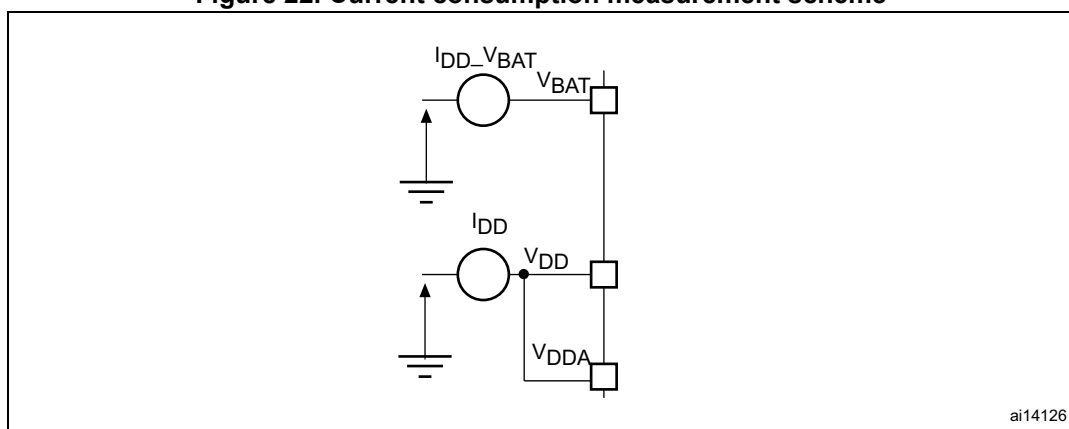 Figure 22. Current consumption measurement scheme
IDD_VBAT
VBAT
IDD
VDD
VDDA
ai14126